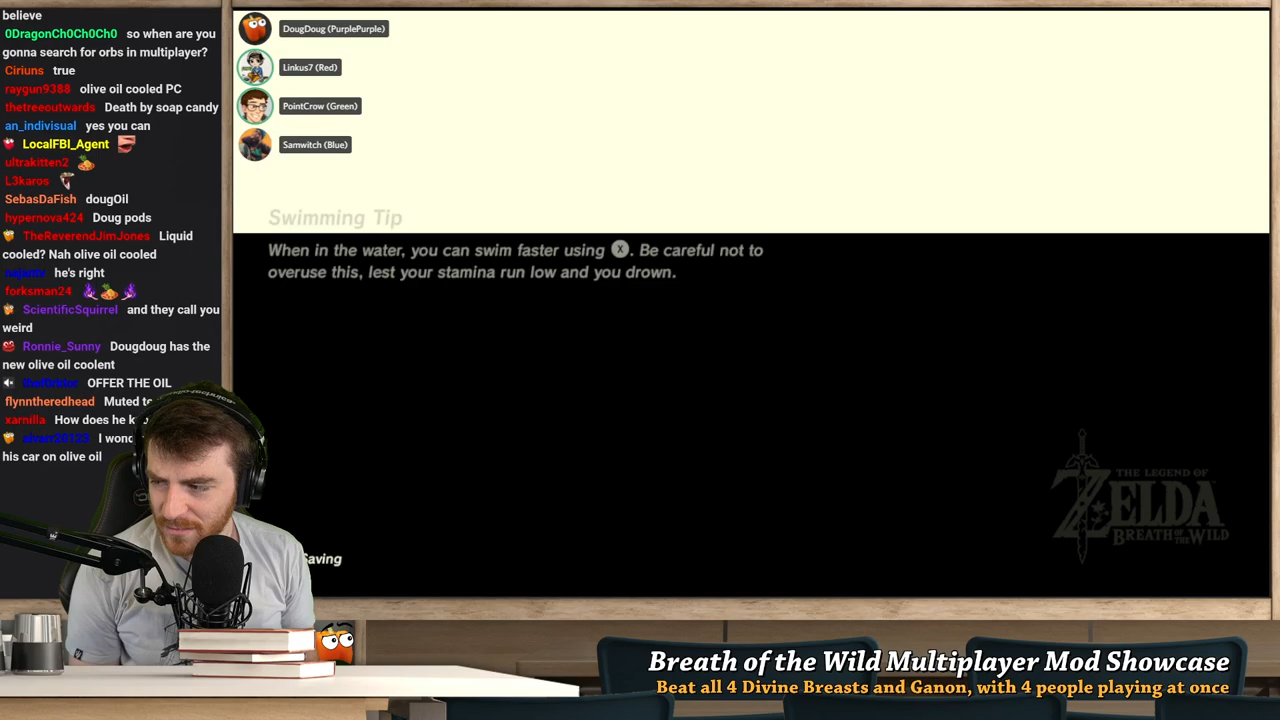 believe
0DragonCh0Ch0Ch0 so when are you
gonna search for orbs in multiplayer?
Ciriuns true
raygun9388 olive oil cooled PC
thetreeoutwards Death by soap candy
an_indivisual yes you can
LocalFBI_Agent
ultrakitten2
L3karos
SebasDaFish dougOil
hypernova424 Doug pods
TheReverendJimJones Liquid
cooled? Nah olive oil cooled
he's right
forksman24
ScientificSquirrel and they call you
weird
Ronnie_Sunny Dougdoug has the
new olive oil coolent
OFFER THE OIL
flynntheredhead Muted
xarnilla How does he
I
his car on olive oil
DougDoug (PurplePurple)
Linkus7 (Red)
PointCrow (Green)
Samwitch (Blue)
Swimming Tip
When in the water, you can swim faster using X. Be careful not to
overuse this, lest your stamina run low and you drown.
Saving
THE LEGEND OF
ZELDA
BREATH OF THE WILD
Breath of the Wild Multiplayer Mod Showcase
Beat all 4 Divine Breasts and Ganon, with 4 people playing at once